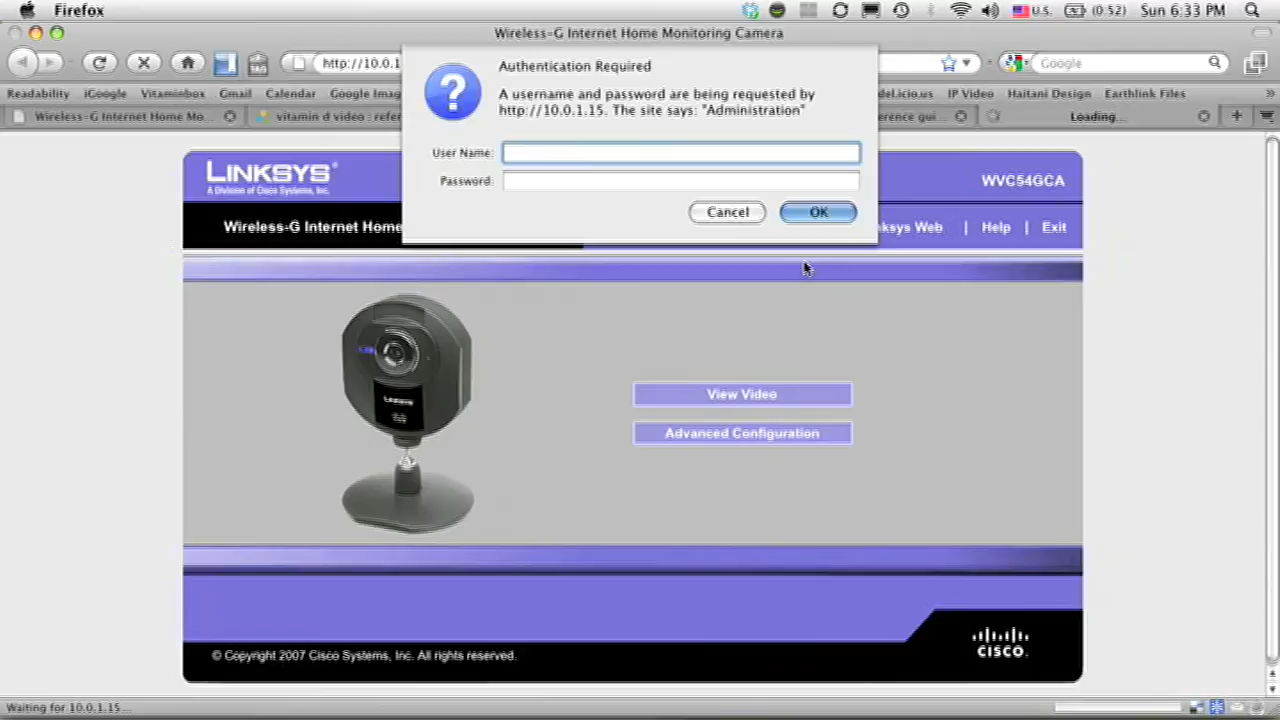 Firefox
U.S.
(0:52)
Sun 6:33 PM
Wireless-G Internet Home Monitoring Camera
http://10.0.1
Google
Readability
iGoogle
Vitaminbox
Gmail
Calendar
Google Imag
del.icio.us
IP Video
Haitani Design
Earthlink Files
»
Wireless-G Internet Home Mo...
vitamin d video : refer
erence gui...
Loading...
Authentication Required
A username and password are being requested by
http://10.0.1.15. The site says: "Administration"
User Name:
Password:
Cancel
OK
LINKSYS®
A Division of Cisco Systems, Inc.
WVC54GCA
Wireless-G Internet Home
ksys Web
|
Help
|
Exit
LINKSYS
View Video
Advanced Configuration
CISCO.
© Copyright 2007 Cisco Systems, Inc. All rights reserved.
Waiting for 10.0.1.15...